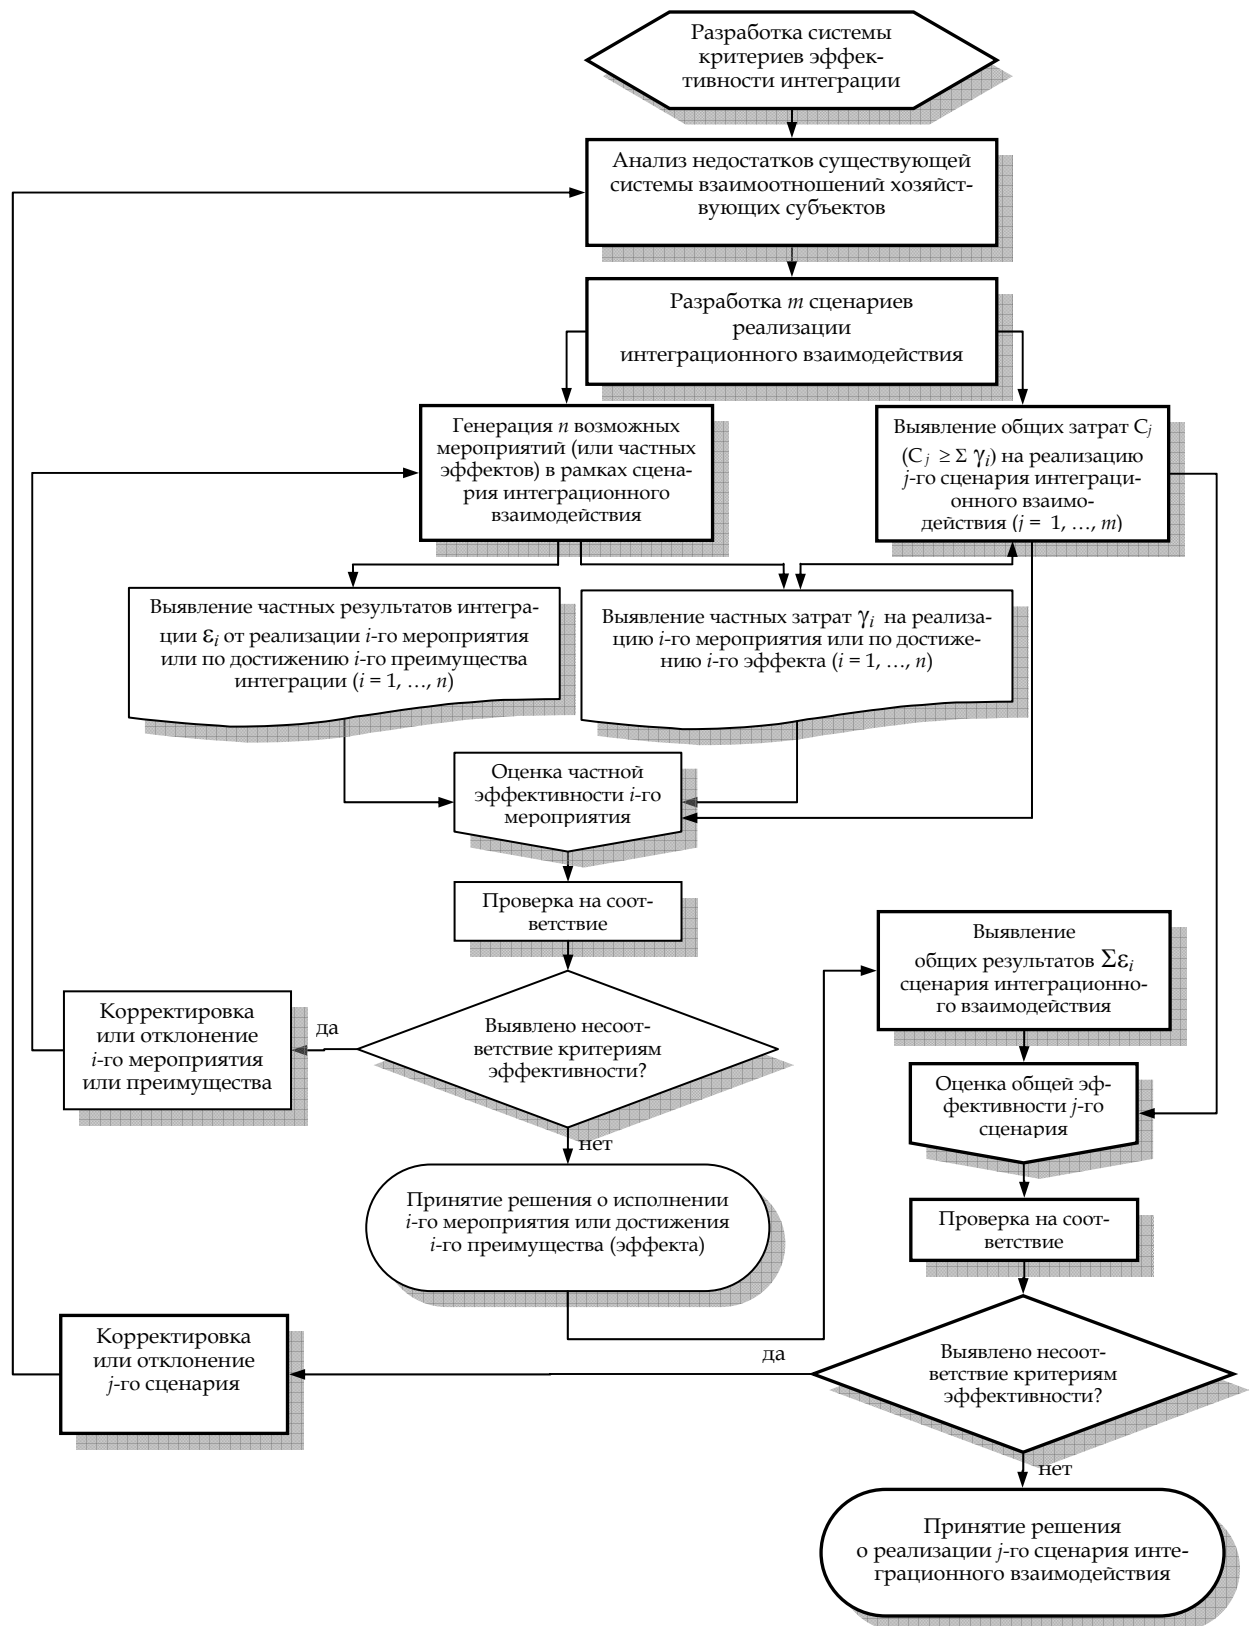 Разработка системы
критериев эффек-
тивности интеграции
Анализ недостатков существующей
системы взаимоотношений хозяйст-
вующих субъектов
Разработка m сценариев
реализации
интеграционного взаимодействия
Генерация n возможных
мероприятий (или частных
эффектов) в рамках сцена-
рия интеграционного
взаимодействия
Выявление общих затрат Cj
(Cj ≥ Σ γi) на реализацию
j-го сценария интеграци-
онного взаимо-
действия (j = 1, …, m)
Выявление частных результатов интегра-
ции εi от реализации i-го мероприятия
или по достижению i-го преимущества
интеграции (i = 1, …, n)
Выявление частных затрат γi на реализа-
цию i-го мероприятия или по достиже-
нию i-го эффекта (i = 1, …, n)
Оценка частной
эффективности i-го
мероприятия
Проверка на соот-
ветствие
Выявление
общих результатов Σεi
сценария интеграционно-
го взаимодействия
Корректировка
или отклонение
i-го мероприятия
или преимущества
да
Выявлено несоот-
ветствие критериям
эффективности?
нет
Оценка общей эф-
фективности j-го
сценария
Принятие решения о исполнении
i-го мероприятия или достижения
i-го преимущества (эффекта)
Проверка на соот-
ветствие
Корректировка
или отклонение
j-го сценария
да
Выявлено несоот-
ветствие критериям
эффективности?
нет
Принятие решения
о реализации j-го сценария инте-
грационного взаимодействия